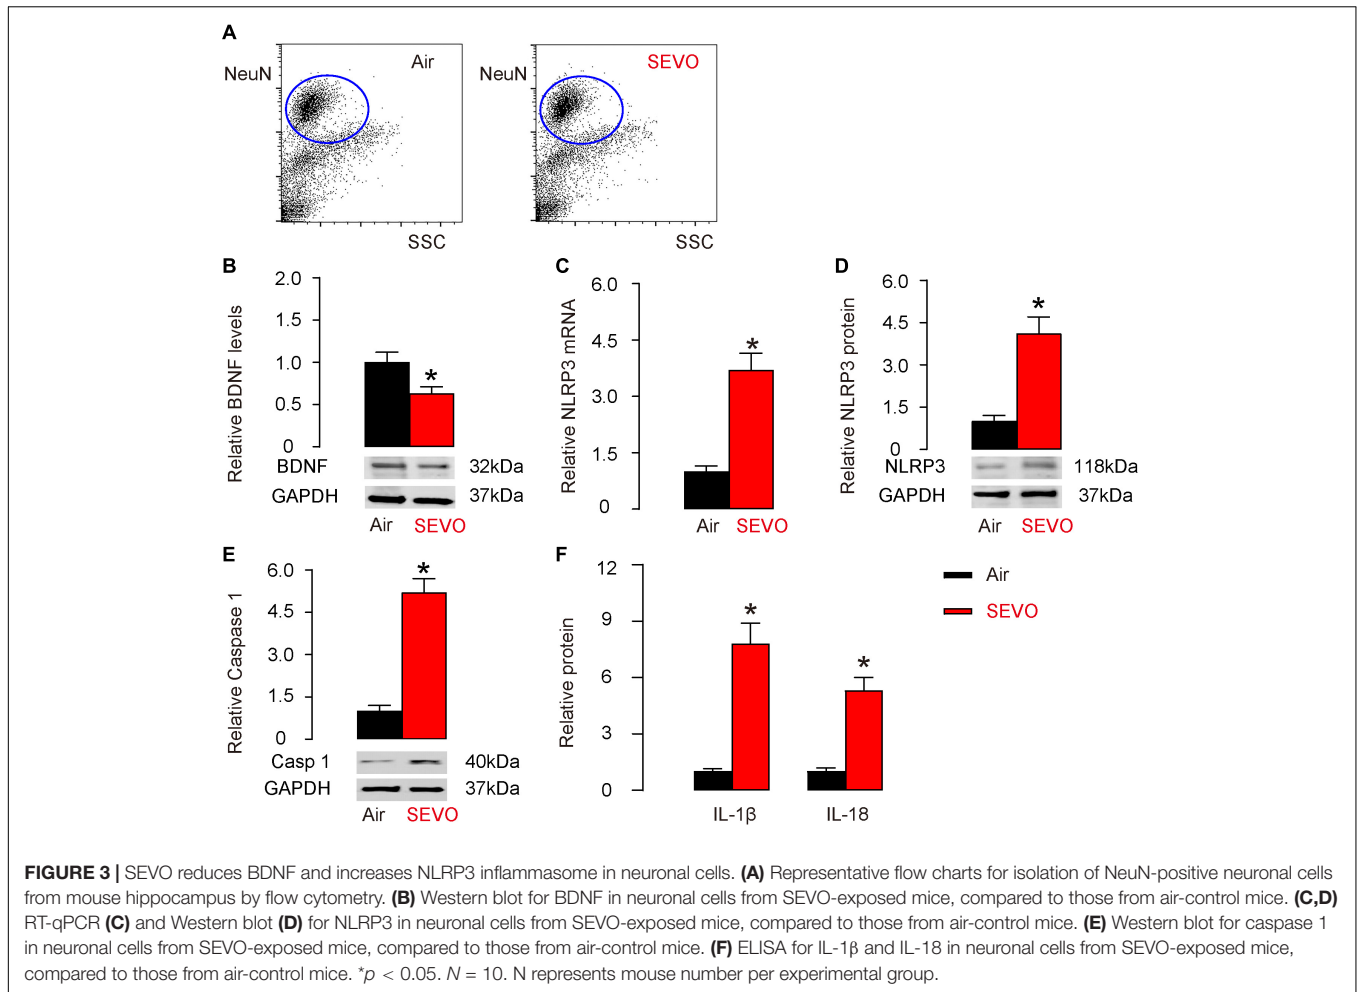 A
NeuN
Air
SSC
NeuN
SEVO
SSC
B
Relative BDNF levels
2.0
1.5
1.0
0.5
0
*
BDNF 32kDa
GAPDH 37kDa
Air SEVO
C
Relative NLRP3 mRNA
6.0
4.5
3.0
1.5
0
*
Air SEVO
D
Relative NLRP3 protein
6.0
4.5
3.0
1.5
0
*
NLRP3 118kDa
GAPDH 37kDa
Air SEVO
E
Relative Caspase 1
6.0
4.5
3.0
1.5
0
*
Casp 1 40kDa
GAPDH 37kDa
Air SEVO
F
Relative protein
12
9
6
3
0
*
*
IL-1β IL-18
Air
SEVO
FIGURE 3 | SEVO reduces BDNF and increases NLRP3 inflammasome in neuronal cells. (A) Representative flow charts for isolation of NeuN-positive neuronal cells
from mouse hippocampus by flow cytometry. (B) Western blot for BDNF in neuronal cells from SEVO-exposed mice, compared to those from air-control mice. (C,D)
RT-qPCR (C) and Western blot (D) for NLRP3 in neuronal cells from SEVO-exposed mice, compared to those from air-control mice. (E) Western blot for caspase 1
in neuronal cells from SEVO-exposed mice, compared to those from air-control mice. (F) ELISA for IL-1β and IL-18 in neuronal cells from SEVO-exposed mice,
compared to those from air-control mice. *p < 0.05. N = 10. N represents mouse number per experimental group.